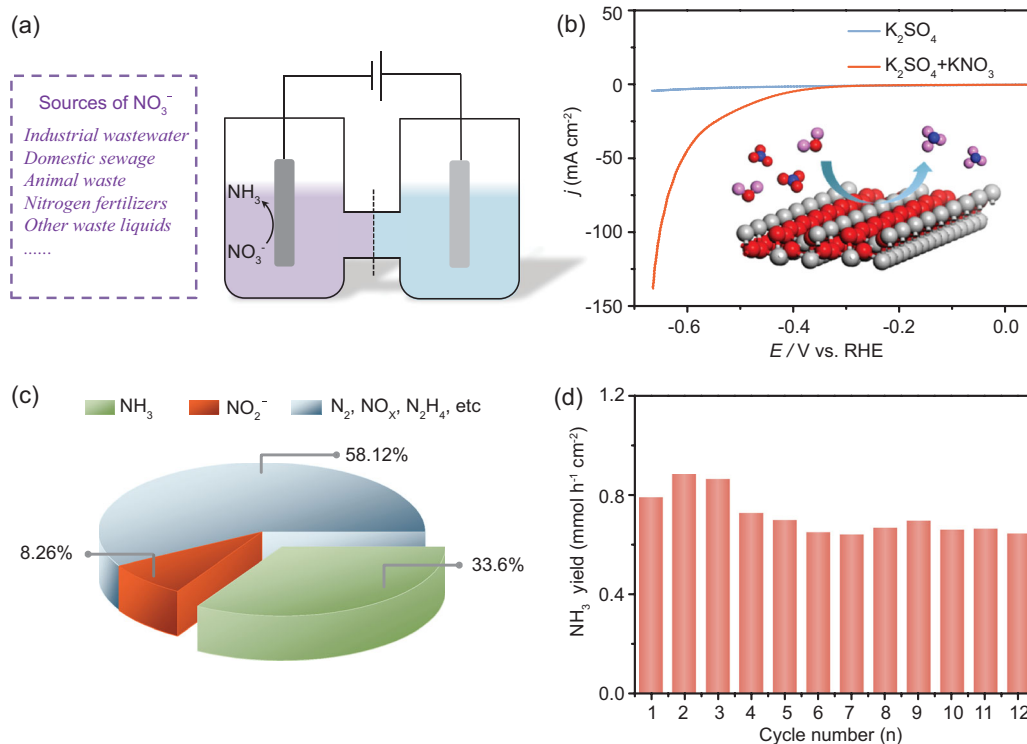 (a)
Sources of NO₃⁻
Industrial wastewater
Domestic sewage
Animal waste
Nitrogen fertilizers
Other waste liquids
......
NH₃
NO₃⁻
(b)
K₂SO₄
K₂SO₄+KNO₃
50
0
-50
-100
-150
j (mA cm⁻²)
-0.6
-0.4
-0.2
0.0
E / V vs. RHE
(c)
NH₃
NO₂⁻
N₂, NOₓ, N₂H₄, etc
58.12%
8.26%
33.6%
(d)
1.2
0.8
0.4
0.0
NH₃ yield (mmol h⁻¹ cm⁻²)
1 2 3 4 5 6 7 8 9 10 11 12
Cycle number (n)